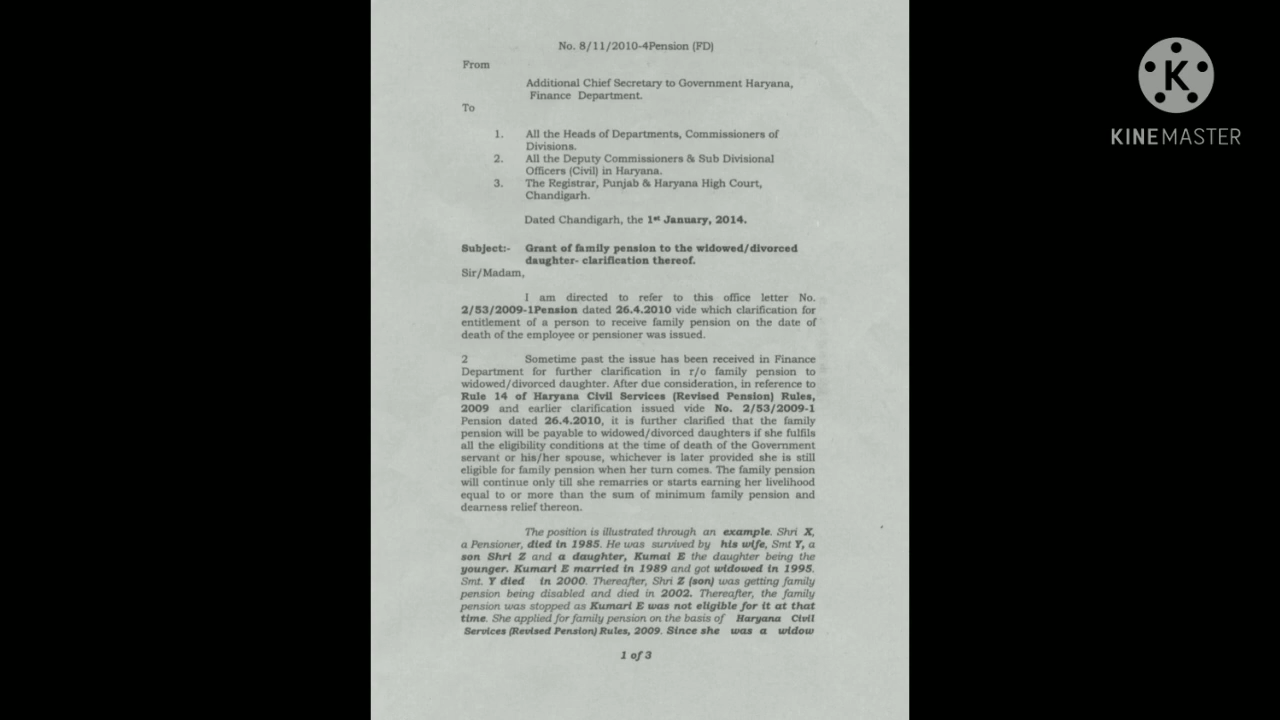 No. 8/11/2010-4Pension (FD)
From
Additional Chief Secretary to Government Haryana,
Finance Department.
To
1. All the Heads of Departments, Commissioners of
Divisions.
2. All the Deputy Commissioners & Sub Divisional
Officers (Civil) in Haryana.
3. The Registrar, Punjab & Haryana High Court,
Chandigarh.
Dated Chandigarh, the 1st January, 2014.
Subject:- Grant of family pension to the widowed/divorced
daughter- clarification thereof.
Sir/Madam,
I am directed to refer to this office letter No.
2/53/2009-1Pension dated 26.4.2010 vide which clarification for
entitlement of a person to receive family pension on the date of
death of the employee or pensioner was issued.
2 Sometime past the issue has been received in Finance
Department for further clarification in r/o family pension to
widowed/divorced daughter. After due consideration, in reference to
Rule 14 of Haryana Civil Services (Revised Pension) Rules,
2009 and earlier clarification issued vide No. 2/53/2009-1
Pension dated 26.4.2010, it is further clarified that the family
pension will be payable to widowed/divorced daughters if she fulfils
all the eligibility conditions at the time of death of the Government
servant or his/her spouse, whichever is later provided she is still
eligible for family pension when her turn comes. The family pension
will continue only till she remarries or starts earning her livelihood
equal to or more than the sum of minimum family pension and
dearness relief thereon.
The position is illustrated through an example. Shri X,
a Pensioner, died in 1985. He was survived by his wife, Smt Y, a
son Shri Z and a daughter, Kumai E the daughter being the
younger. Kumari E married in 1989 and got widowed in 1995.
Smt. Y died in 2000. Thereafter, Shri Z (son) was getting family
pension being disabled and died in 2002. Thereafter, the family
pension was stopped as Kumari E was not eligible for it at that
time. She applied for family pension on the basis of Haryana Civil
Services (Revised Pension) Rules, 2009. Since she was a widow
1 of 3
K
KINEMASTER